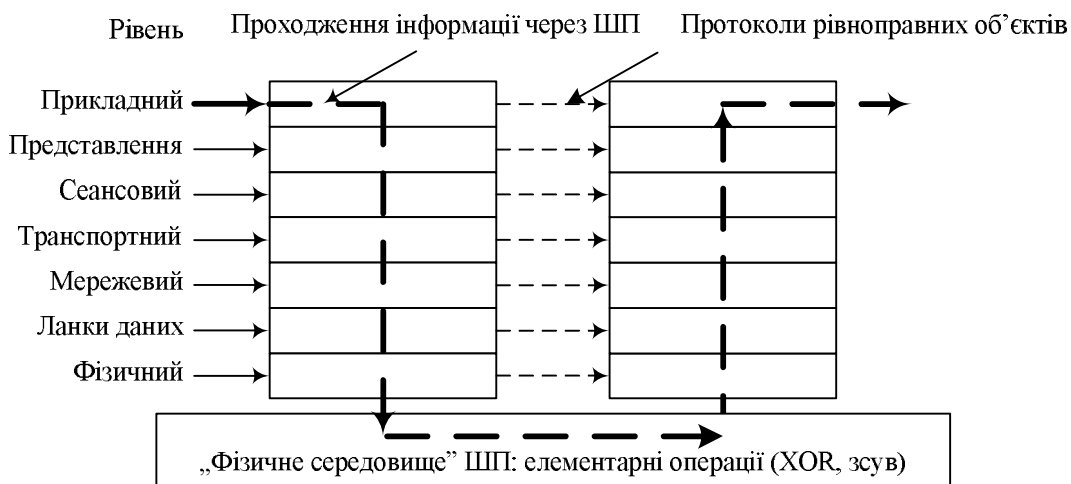 Рівень
Проходження інформації через ШП
Протоколи рівноправних об’єктів
Прикладний
Представлення
Сеансовий
Транспортний
Мережевий
Ланки даних
Фізичний
„Фізичне середовище” ШП: елементарні операції (XOR, зсув)